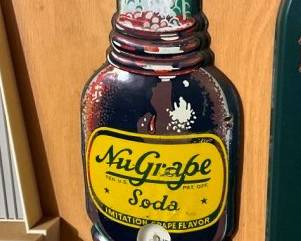 NuGrape
REG. U.S. PAT. OFF.
Soda
IMITATION GRAPE FLAVOR